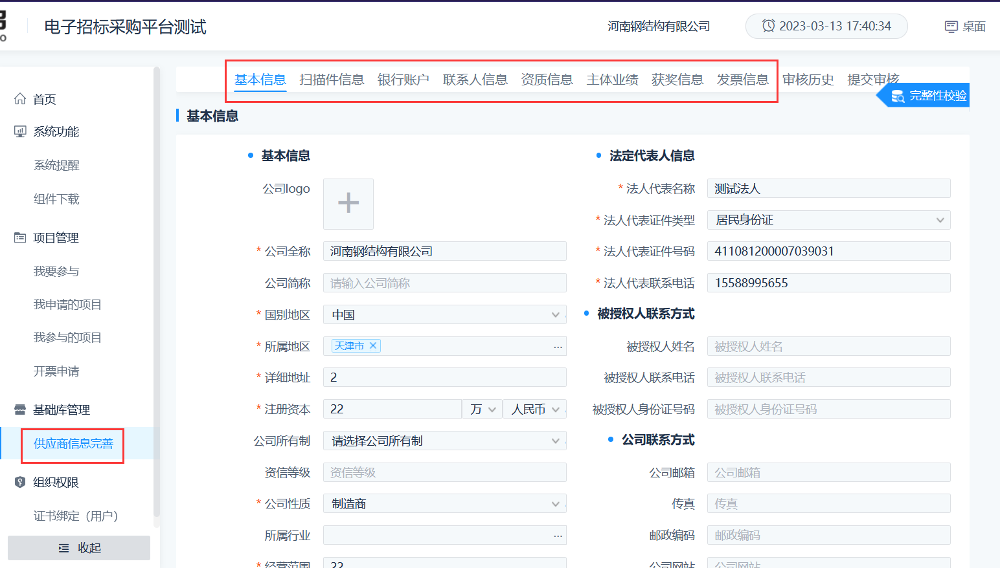 电子招标采购平台测试
河南钢结构有限公司
2023-03-13 17:40:34
桌面
首页
系统功能
系统提醒
组件下载
项目管理
我要参与
我申请的项目
我参与的项目
开票申请
基础库管理
供应商信息完善
组织权限
证书绑定（用户）
收起
基本信息 扫描件信息 银行账户 联系人信息 资质信息 主体业绩 获奖信息 发票信息 审核历史 提交审核
完整性校验
基本信息
基本信息
公司logo
* 公司全称 河南钢结构有限公司
公司简称 请输入公司简称
* 国别地区 中国
* 所属地区 天津市 ...
* 详细地址 2
* 注册资本 22 万 人民币
公司所有制 请选择公司所有制
资信等级 资信等级
* 公司性质 制造商
所属行业 ...
* 经营范围 22
法定代表人信息
* 法人代表名称 测试法人
* 法人代表证件类型 居民身份证
* 法人代表证件号码 411081200007039031
* 法人代表联系电话 15588995655
被授权人联系方式
被授权人姓名 被授权人姓名
被授权人联系电话 被授权人联系电话
被授权人身份证号码 被授权人身份证号码
公司联系方式
公司邮箱 公司邮箱
传真 传真
邮政编码 邮政编码
公司网站 公司网站